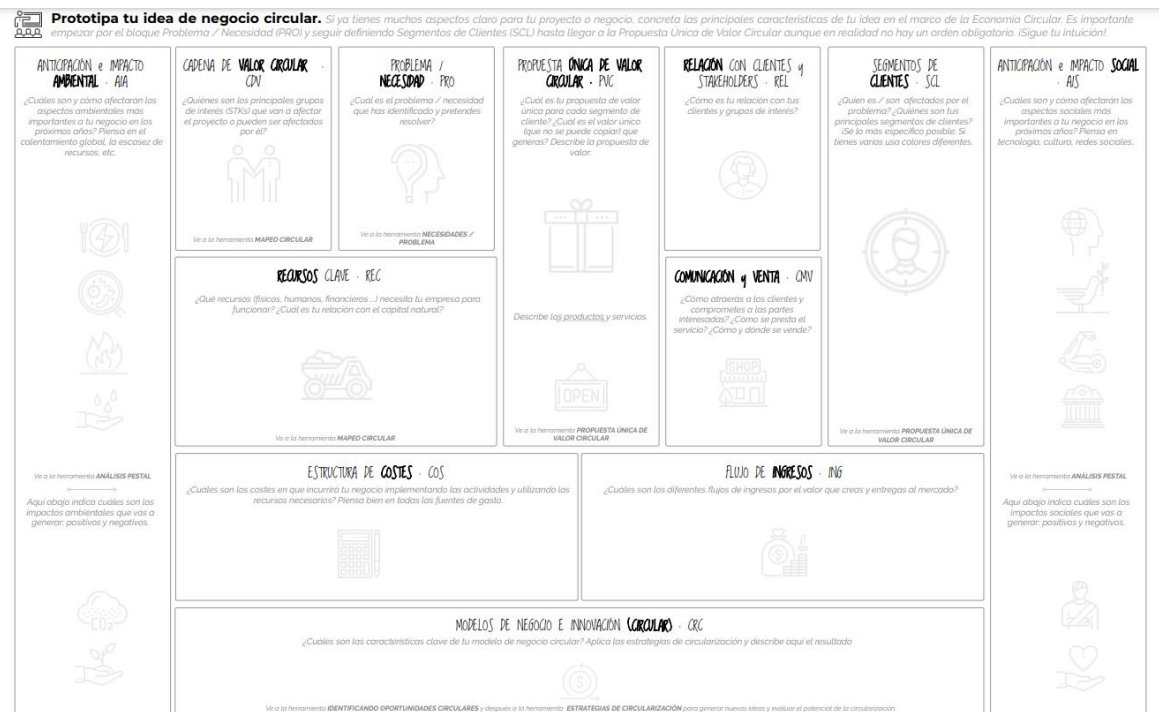 Prototipa tu idea de negocio circular. Si ya tienes muchos aspectos claro para tu proyecto o negocio, concreta las principales características de tu idea en el marco de la Economía Circular. Es importante
empezar por el bloque Problema / Necesidad (PRO) y seguir definiendo Segmentos de Clientes (SCL) hasta llegar a la Propuesta Única de Valor Circular aunque en realidad no hay un orden obligatorio. ¡Sigue tu intuición!
ANTICIPACIÓN e IMPACTO
AMBIENTAL · AIA
¿Cuáles son y cómo afectarán los
aspectos ambientales más
importantes a tu negocio en los
próximos años? Piensa en el
calentamiento global, la escasez de
recursos, etc.
Ve a la herramienta ANÁLISIS PESTAL
Aquí abajo indica cuáles son los
impactos ambientales que vas a
generar: positivos y negativos.
CO2
CADENA DE VALOR CIRCULAR ·
CDV
¿Quiénes son los principales grupos
de interés (STKs) que van a afectar
el proyecto o pueden ser afectados
por él?
Ve a la herramienta MAPEO CIRCULAR
PROBLEMA /
NECESIDAD · PRO
¿Cuál es el problema / necesidad
que has identificado y pretendes
resolver?
Ve a la herramienta NECESIDADES /
PROBLEMA
RECURSOS CLAVE · REC
¿Qué recursos (físicos, humanos, financieros ...) necesita tu empresa para
funcionar? ¿Cuál es tu relación con el capital natural?
Ve a la herramienta MAPEO CIRCULAR
PROPUESTA ÚNICA DE VALOR
CIRCULAR · PVC
¿Cuál es tu propuesta de valor
única para cada segmento de
cliente? ¿Cuál es el valor único
(que no se puede copiar) que
generas? Describe la propuesta de
valor.
Describe los productos y servicios.
OPEN
Ve a la herramienta PROPUESTA ÚNICA DE
VALOR CIRCULAR
RELACIÓN CON CLIENTES y
STAKEHOLDERS · REL
¿Cómo es tu relación con tus
clientes y grupos de interés?
COMUNICACIÓN y VENTA · CMV
¿Cómo atraerás a los clientes y
comprometes a las partes
interesadas? ¿Cómo se presta el
servicio? ¿Cómo y dónde se vende?
SHOP
SEGMENTOS DE
CLIENTES · SCL
¿Quien es / son afectados por el
problema? ¿Quiénes son tus
principales segmentos de clientes?
¡Sé lo más específico posible. Si
tienes varios usa colores diferentes.
Ve a la herramienta PROPUESTA ÚNICA DE
VALOR CIRCULAR
ANTICIPACIÓN e IMPACTO SOCIAL
· AIS
¿Cuáles son y cómo afectarán los
aspectos sociales más
importantes a tu negocio en los
próximos años? Piensa en
tecnología, cultura, redes sociales..
Ve a la herramienta ANÁLISIS PESTAL
Aquí abajo indica cuáles son los
impactos sociales que vas a
generar: positivos y negativos.
ESTRUCTURA DE COSTES · COS
¿Cuáles son los costes en que incurrirá tu negocio implementando las actividades y utilizando los
recursos necesarios? Piensa bien en todas las fuentes de gasto.
FLUJO DE INGRESOS · ING
¿Cuáles son los diferentes flujos de ingresos por el valor que creas y entregas al mercado?
MODELOS DE NEGOCIO E INNOVACIÓN (CIRCULAR) · CRC
¿Cuáles son las características clave de tu modelo de negocio circular? Aplica las estrategias de circularización y describe aquí el resultado
Ve a la herramienta IDENTIFICANDO OPORTUNIDADES CIRCULARES y despues a la herramienta ESTRATEGIAS DE CIRCULARIZACIÓN para generar nuevas ideas y evaluar el potencial de la circularización